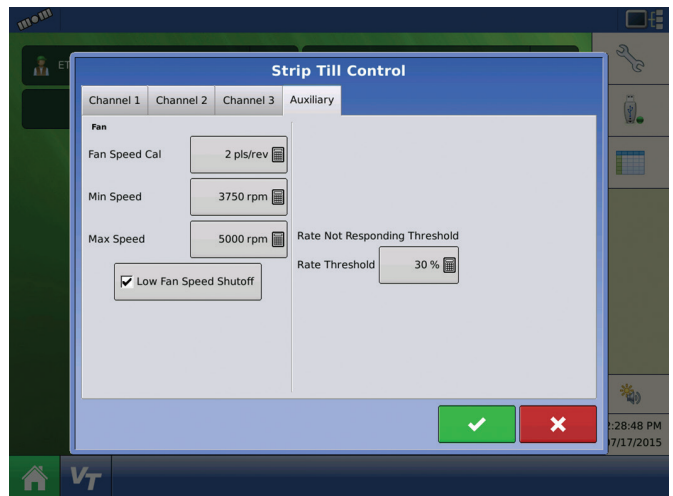 ET
Strip Till Control
Channel 1 Channel 2 Channel 3 Auxiliary
Fan
Fan Speed Cal 2 pls/rev
Min Speed 3750 rpm
Max Speed 5000 rpm
Low Fan Speed Shutoff
Rate Not Responding Threshold
Rate Threshold 30 %
:28:48 PM
07/17/2015
VT